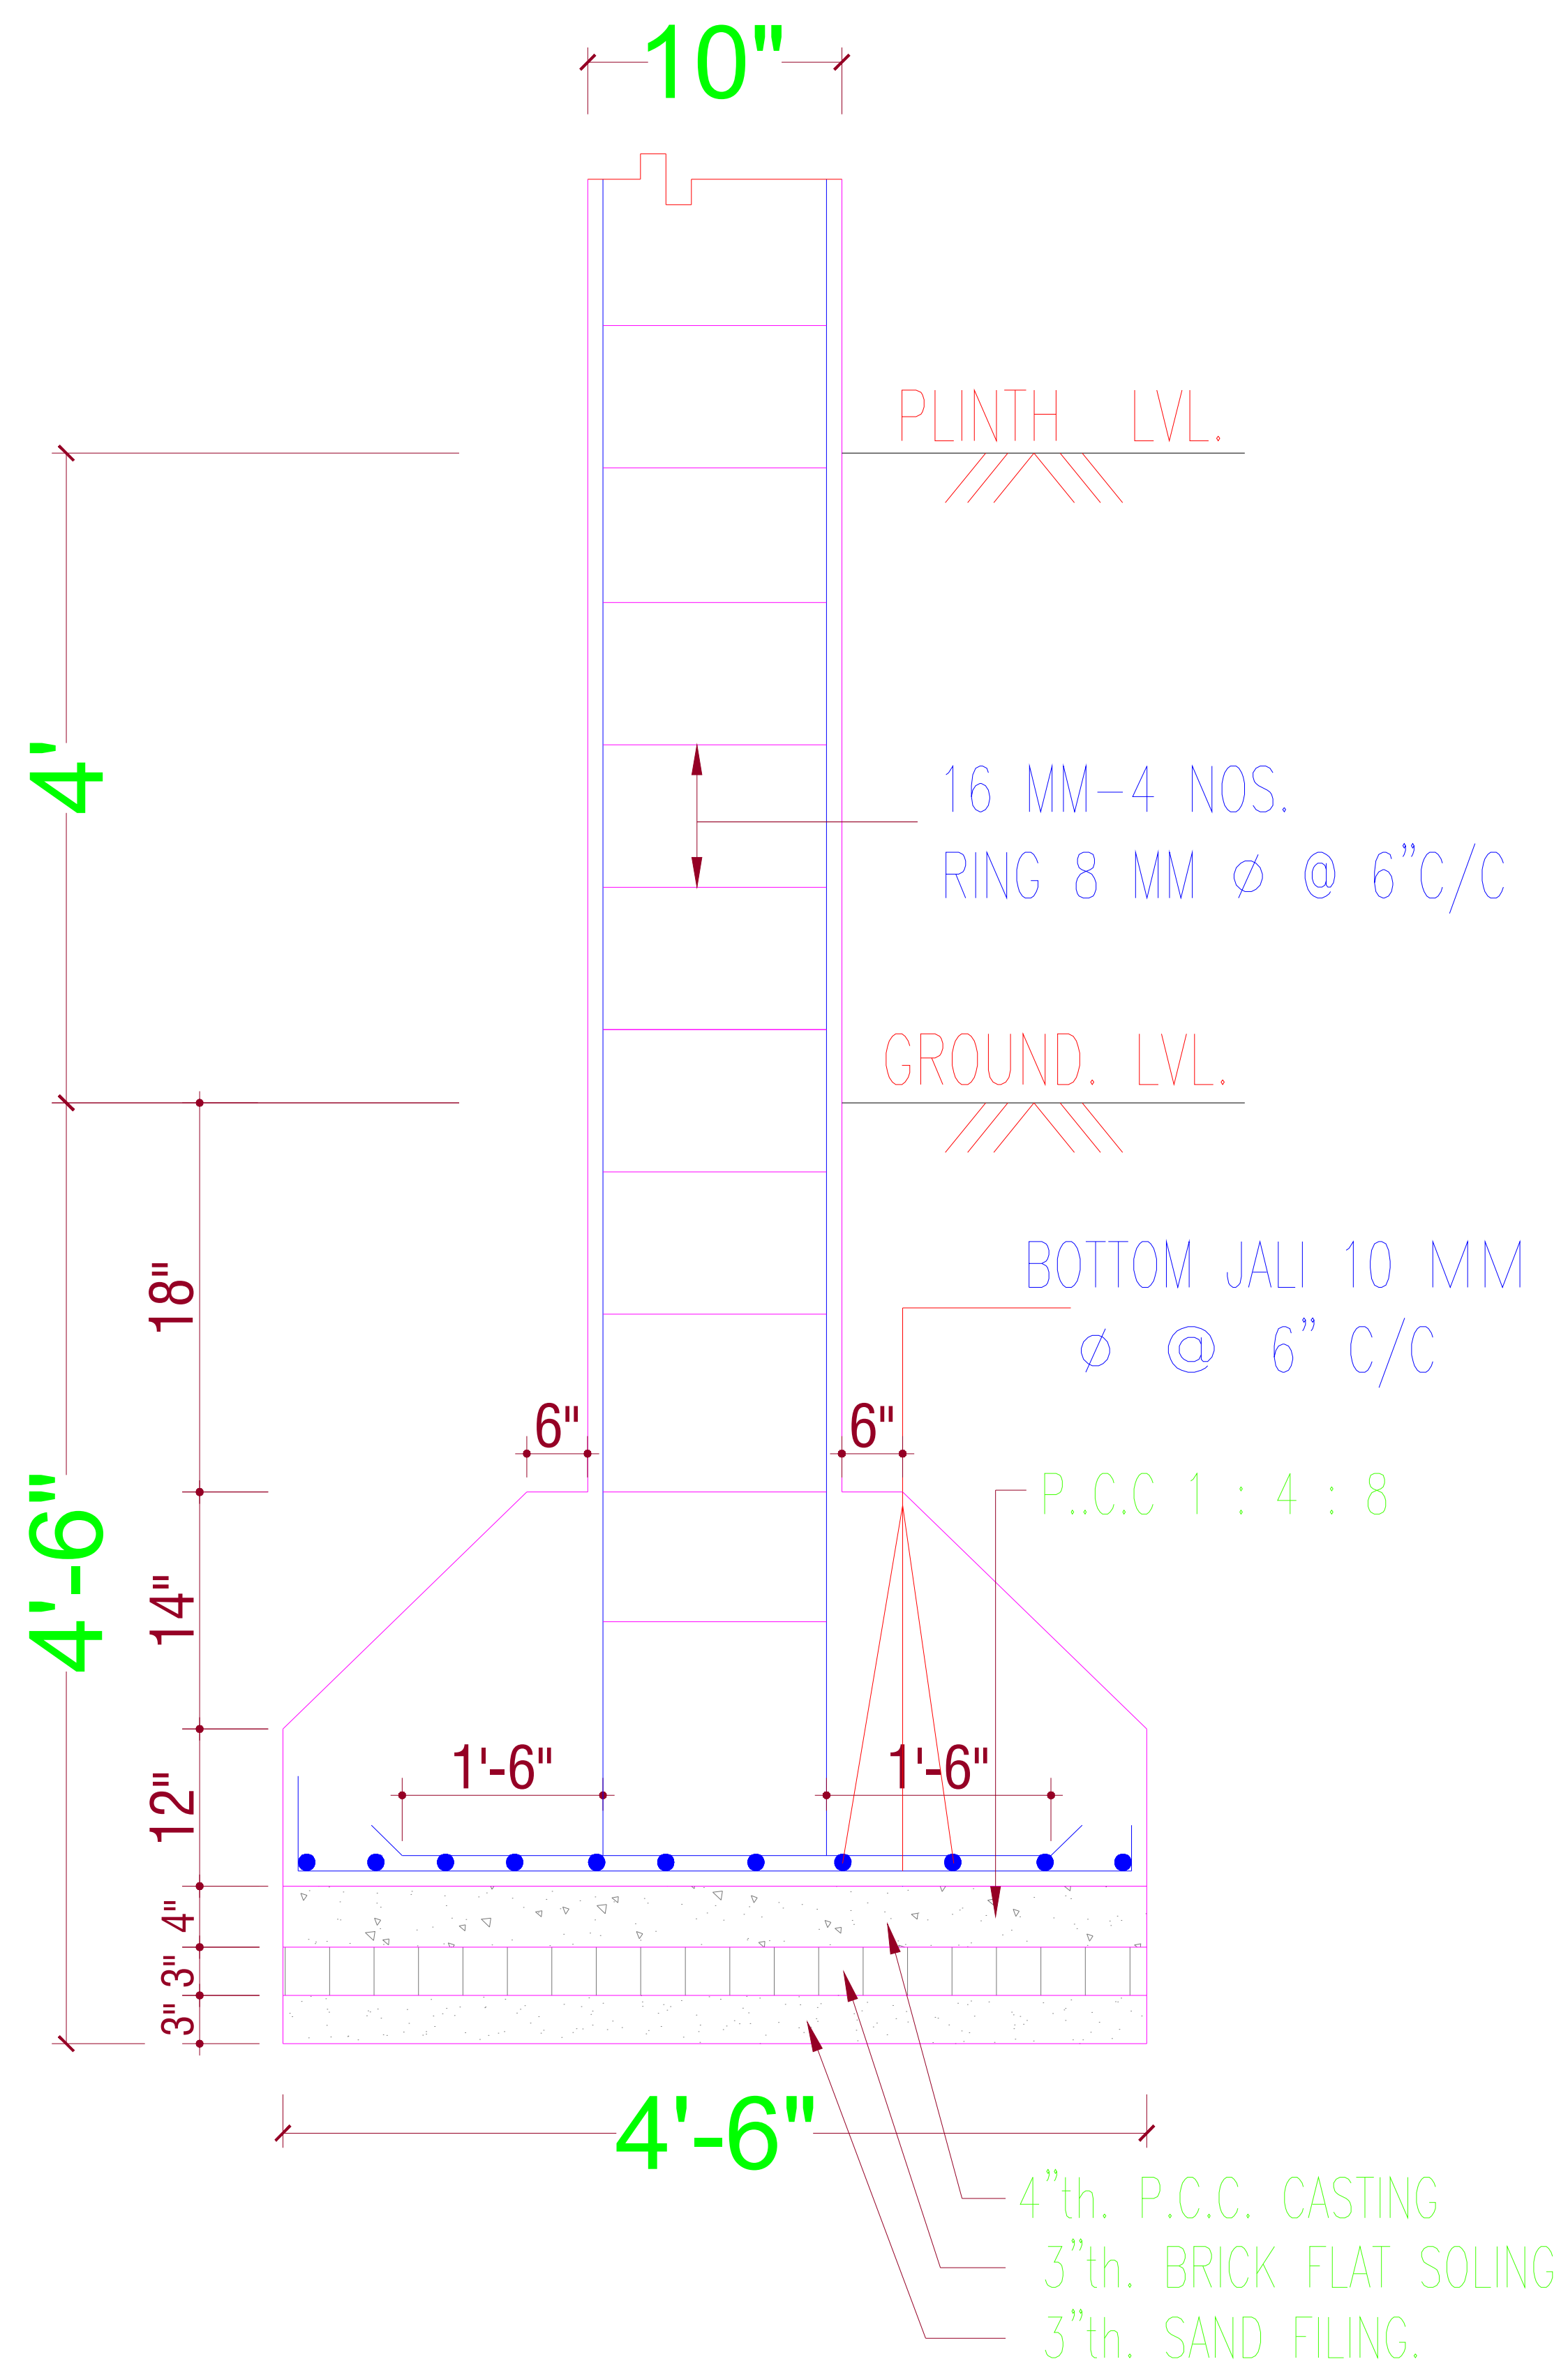 10"
PLINTH LVL.
4'
16 MM-4 NOS.
RING 8 MM ø @ 6"C/C
GROUND. LVL.
18"
BOTTOM JALI 10 MM
ø @ 6" C/C
6"
6"
P..C.C 1 : 4 : 8
4'-6"
14"
1'-6"
1'-6"
12"
4"
3"
3"
4'-6"
4"th. P.C.C. CASTING
3"th. BRICK FLAT SOLING
3"th. SAND FILING.